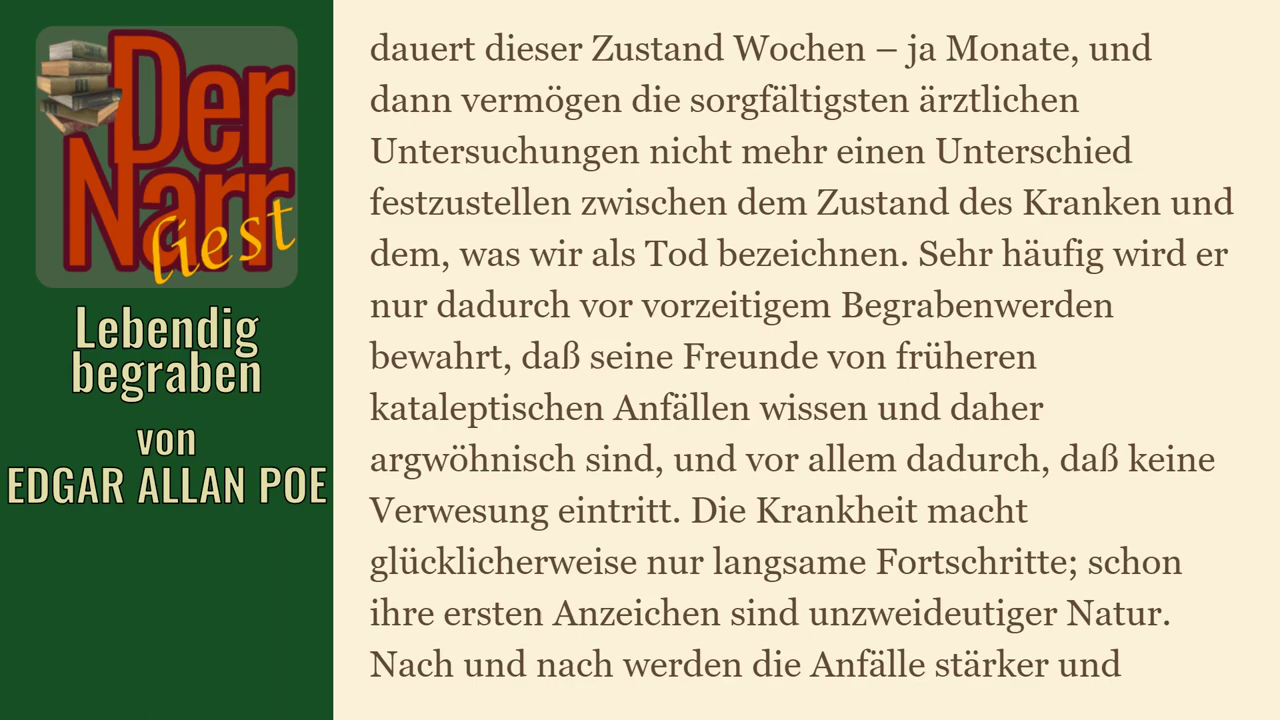 Der
Narr
liest
Lebendig
begraben
von
EDGAR ALLAN POE
dauert dieser Zustand Wochen – ja Monate, und
dann vermögen die sorgfältigsten ärztlichen
Untersuchungen nicht mehr einen Unterschied
festzustellen zwischen dem Zustand des Kranken und
dem, was wir als Tod bezeichnen. Sehr häufig wird er
nur dadurch vor vorzeitigem Begrabenwerden
bewahrt, daß seine Freunde von früheren
kataleptischen Anfällen wissen und daher
argwöhnisch sind, und vor allem dadurch, daß keine
Verwesung eintritt. Die Krankheit macht
glücklicherweise nur langsame Fortschritte; schon
ihre ersten Anzeichen sind unzweideutiger Natur.
Nach und nach werden die Anfälle stärker und